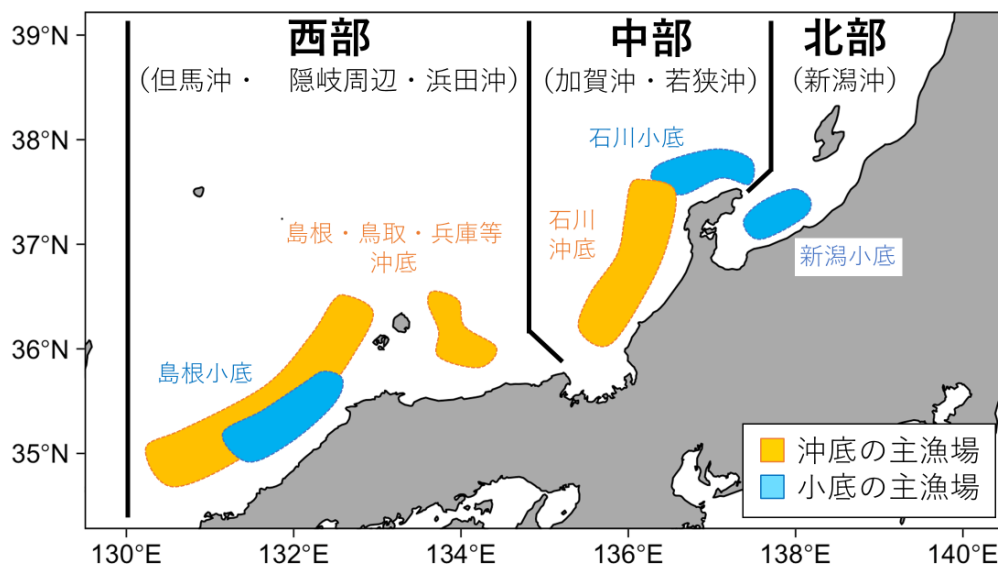 西部
中部
北部
(但馬沖・ 隠岐周辺・浜田沖)
(加賀沖・若狭沖)
(新潟沖)
39°N
38°N
37°N
36°N
35°N
石川小底
石川
沖底
島根・鳥取・兵庫等
沖底
新潟小底
島根小底
沖底の主漁場
小底の主漁場
130°E
132°E
134°E
136°E
138°E
140°E